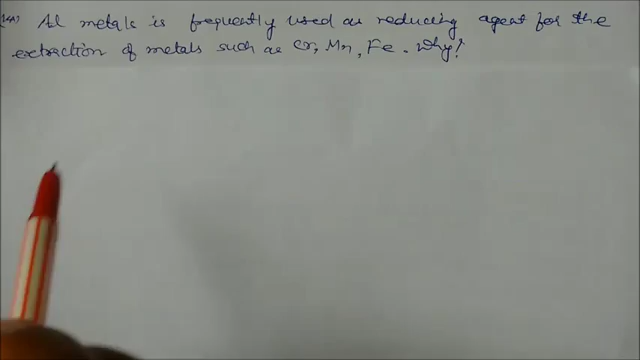 (14) Al metals is frequently used as reducing agent for the
extraction of metals such as Cr, Mn, Fe. Why?